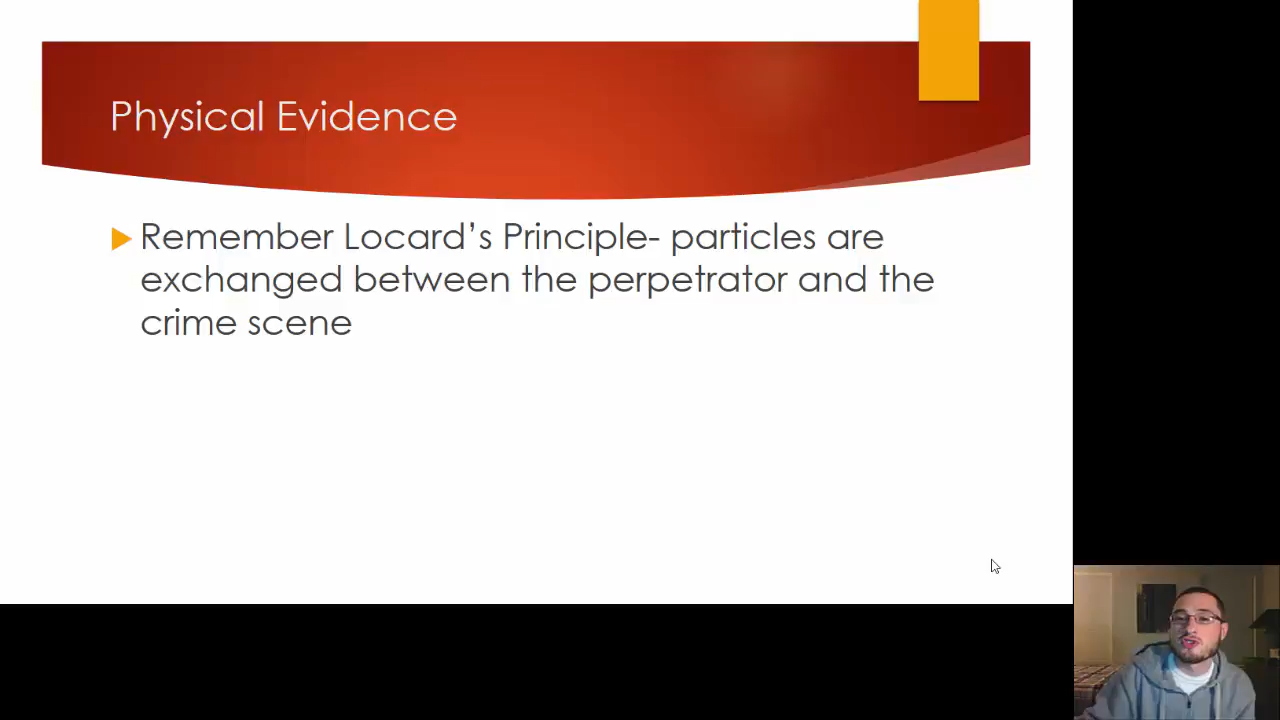 Physical Evidence
Remember Locard’s Principle- particles are
exchanged between the perpetrator and the
crime scene